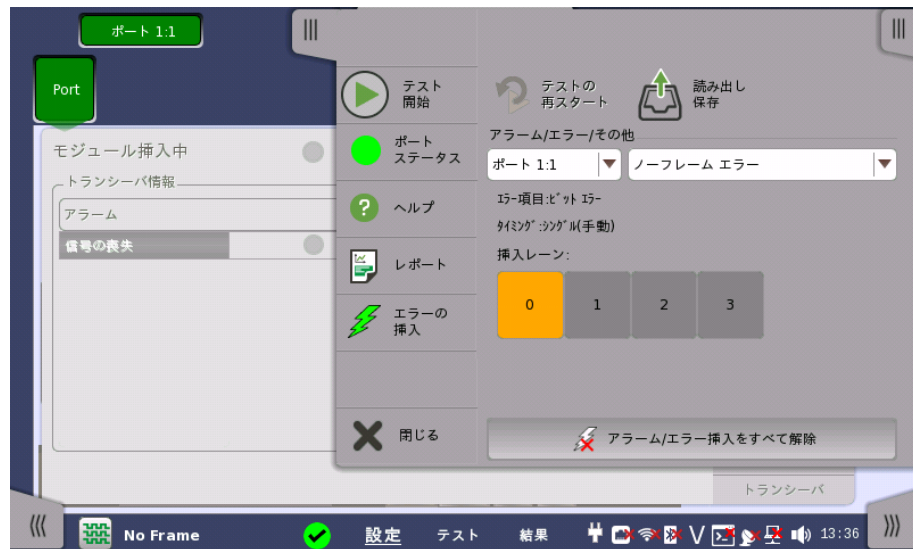 ポート 1:1
Port
モジュール挿入中
トランシーバ情報
アラーム
信号の喪失
テスト
開始
ポート
ステータス
ヘルプ
レポート
エラーの
挿入
閉じる
テストの
再スタート
読み出し
保存
アラーム/エラー/その他
ポート 1:1
ノーフレーム エラー
ｴﾗｰ項目:ﾋﾞｯﾄ ｴﾗｰ
ﾀｲﾐﾝｸﾞ:ｼﾝｸﾞﾙ(手動)
挿入レーン:
0 1 2 3
アラーム/エラー挿入をすべて解除
トランシーバ
No Frame 設定 テスト 結果 13:36